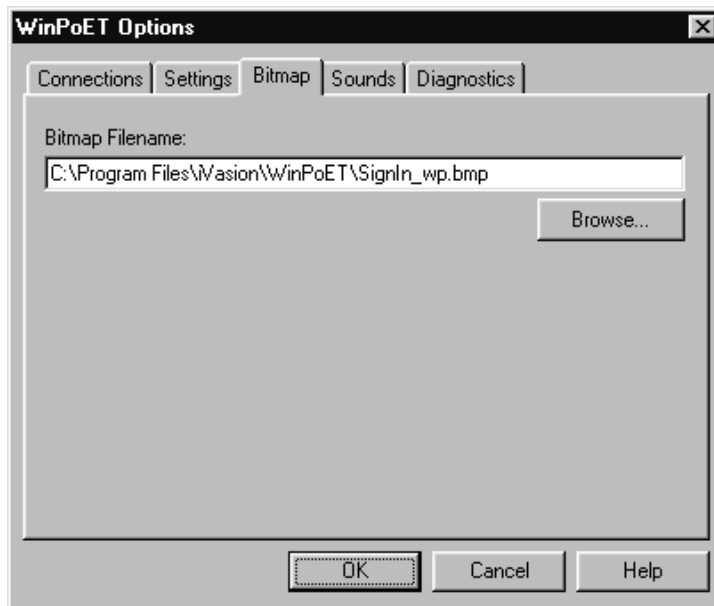 WinPoET Options
Connections Settings Bitmap Sounds Diagnostics
Bitmap Filename:
C:\Program Files\iVasion\WinPoET\SignIn_wp.bmp
Browse...
OK Cancel Help